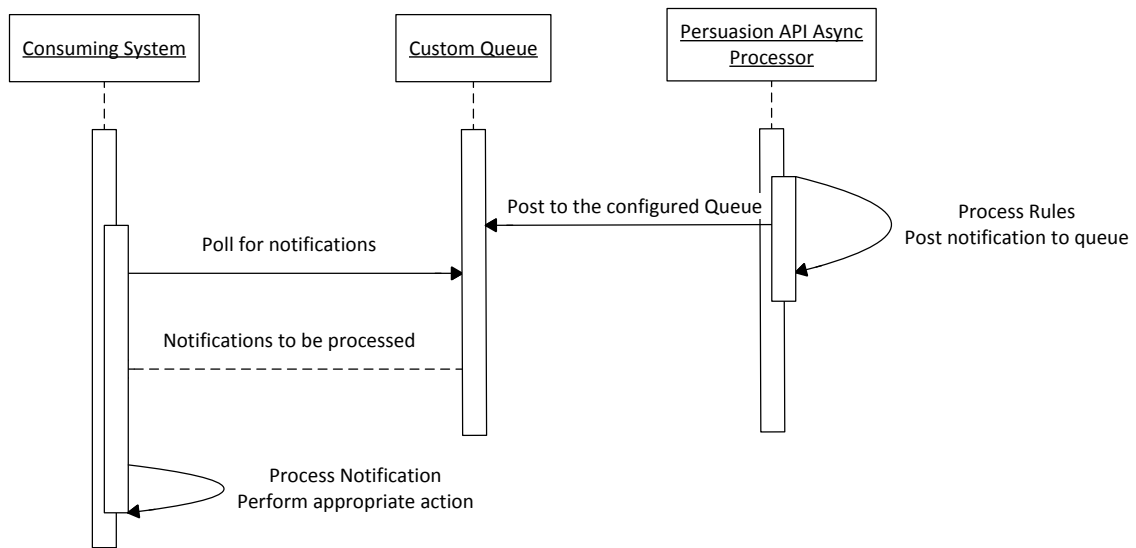 Consuming System
Custom Queue
Persuasion API Async
Processor
Post to the configured Queue
Process Rules
Post notification to queue
Poll for notifications
Notifications to be processed
Process Notification
Perform appropriate action